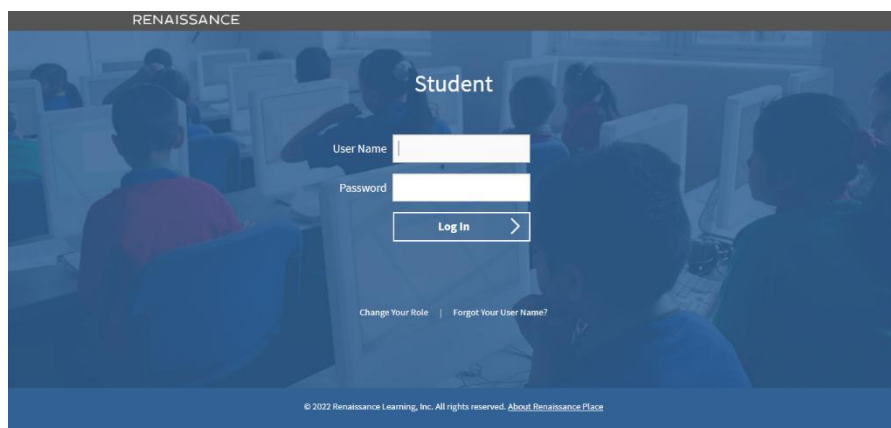 RENAISSANCE
Student
User Name
Password
Log In
Change Your Role | Forgot Your User Name?
© 2022 Renaissance Learning, Inc. All rights reserved. About Renaissance Place